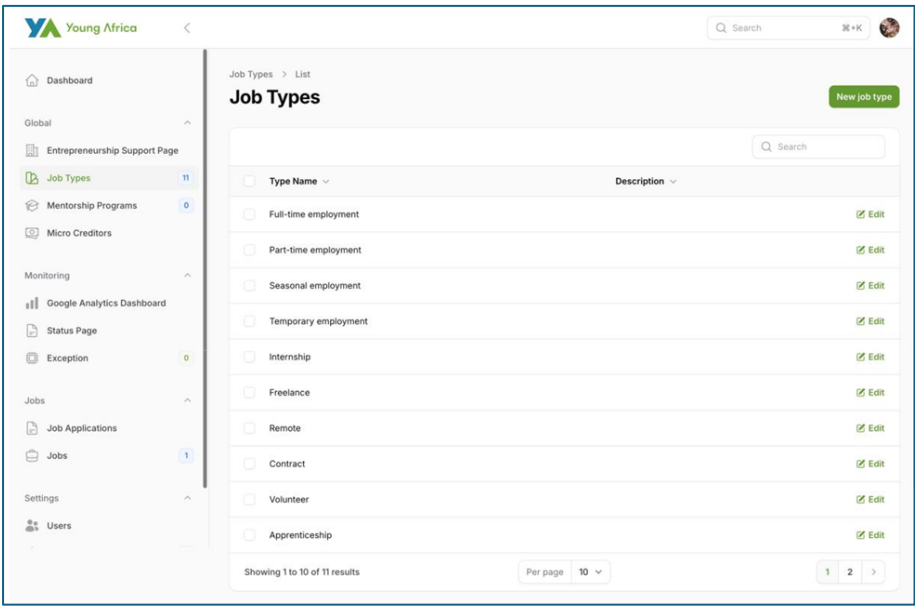 Young Africa
Search ⌘+K
Dashboard
Global
Entrepreneurship Support Page
Job Types 11
Mentorship Programs 0
Micro Creditors
Monitoring
Google Analytics Dashboard
Status Page
Exception 0
Jobs
Job Applications
Jobs 1
Settings
Users
Job Types > List
Job Types
New job type
Search
Type Name Description
Full-time employment Edit
Part-time employment Edit
Seasonal employment Edit
Temporary employment Edit
Internship Edit
Freelance Edit
Remote Edit
Contract Edit
Volunteer Edit
Apprenticeship Edit
Showing 1 to 10 of 11 results Per page 10 1 2 >